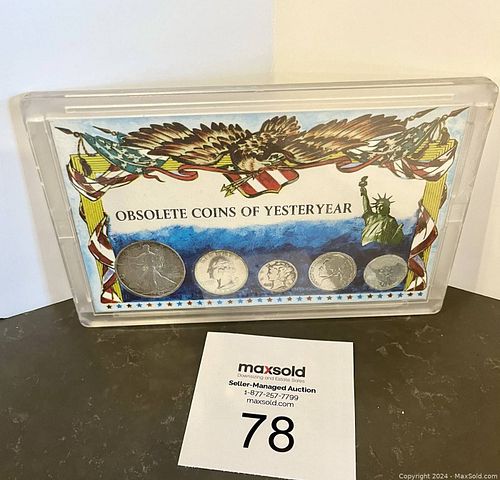 OBSOLETE COINS OF YESTERYEAR
maxsold
Downsizing and Estate Sales
Seller-Managed Auction
1-877-257-7799
maxsold.com
78
Copyright © 2024 - MaxSold.com